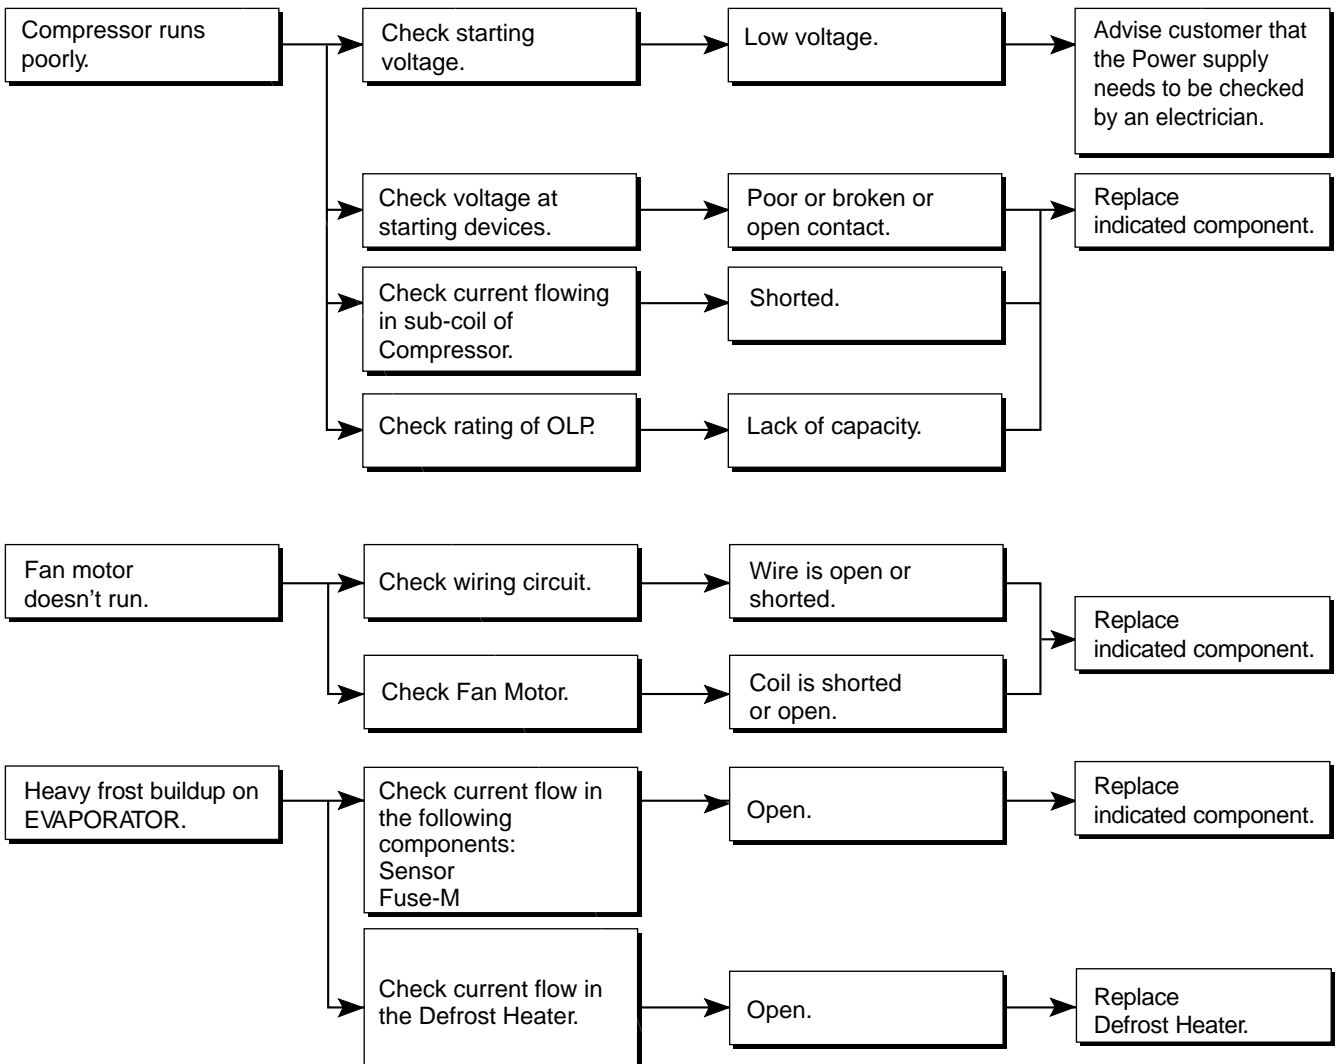 Compressor runs
poorly.
Check starting
voltage.
Low voltage.
Advise customer that
the Power supply
needs to be checked
by an electrician.
Check voltage at
starting devices.
Poor or broken or
open contact.
Replace
indicated component.
Check current flowing
in sub-coil of
Compressor.
Shorted.
Check rating of OLP.
Lack of capacity.
Fan motor
doesn't run.
Check wiring circuit.
Wire is open or
shorted.
Replace
indicated component.
Check Fan Motor.
Coil is shorted
or open.
Heavy frost buildup on
EVAPORATOR.
Check current flow in
the following
components:
Sensor
Fuse-M
Open.
Replace
indicated component.
Check current flow in
the Defrost Heater.
Open.
Replace
Defrost Heater.